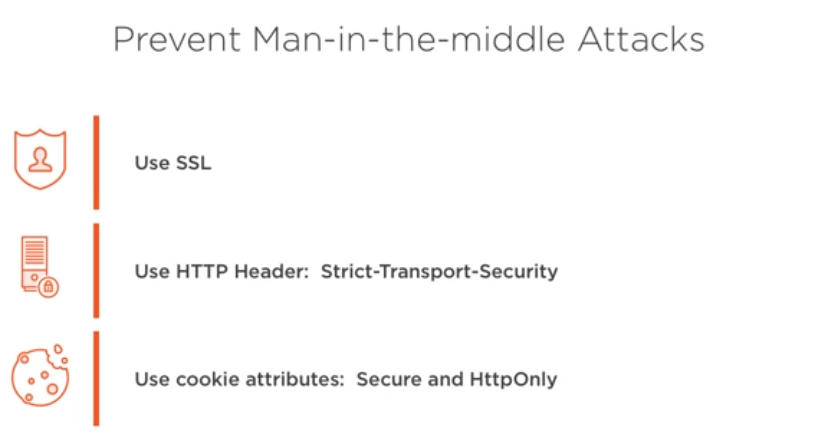 Prevent Man-in-the-middle Attacks
Use SSL
Use HTTP Header: Strict-Transport-Security
Use cookie attributes: Secure and HttpOnly